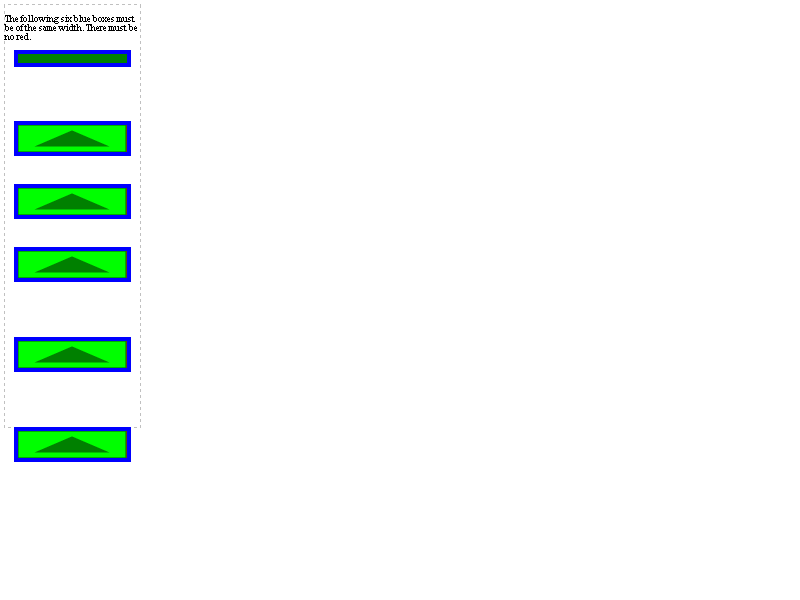 The following six blue boxes must
be of the same width. There must be
no red.